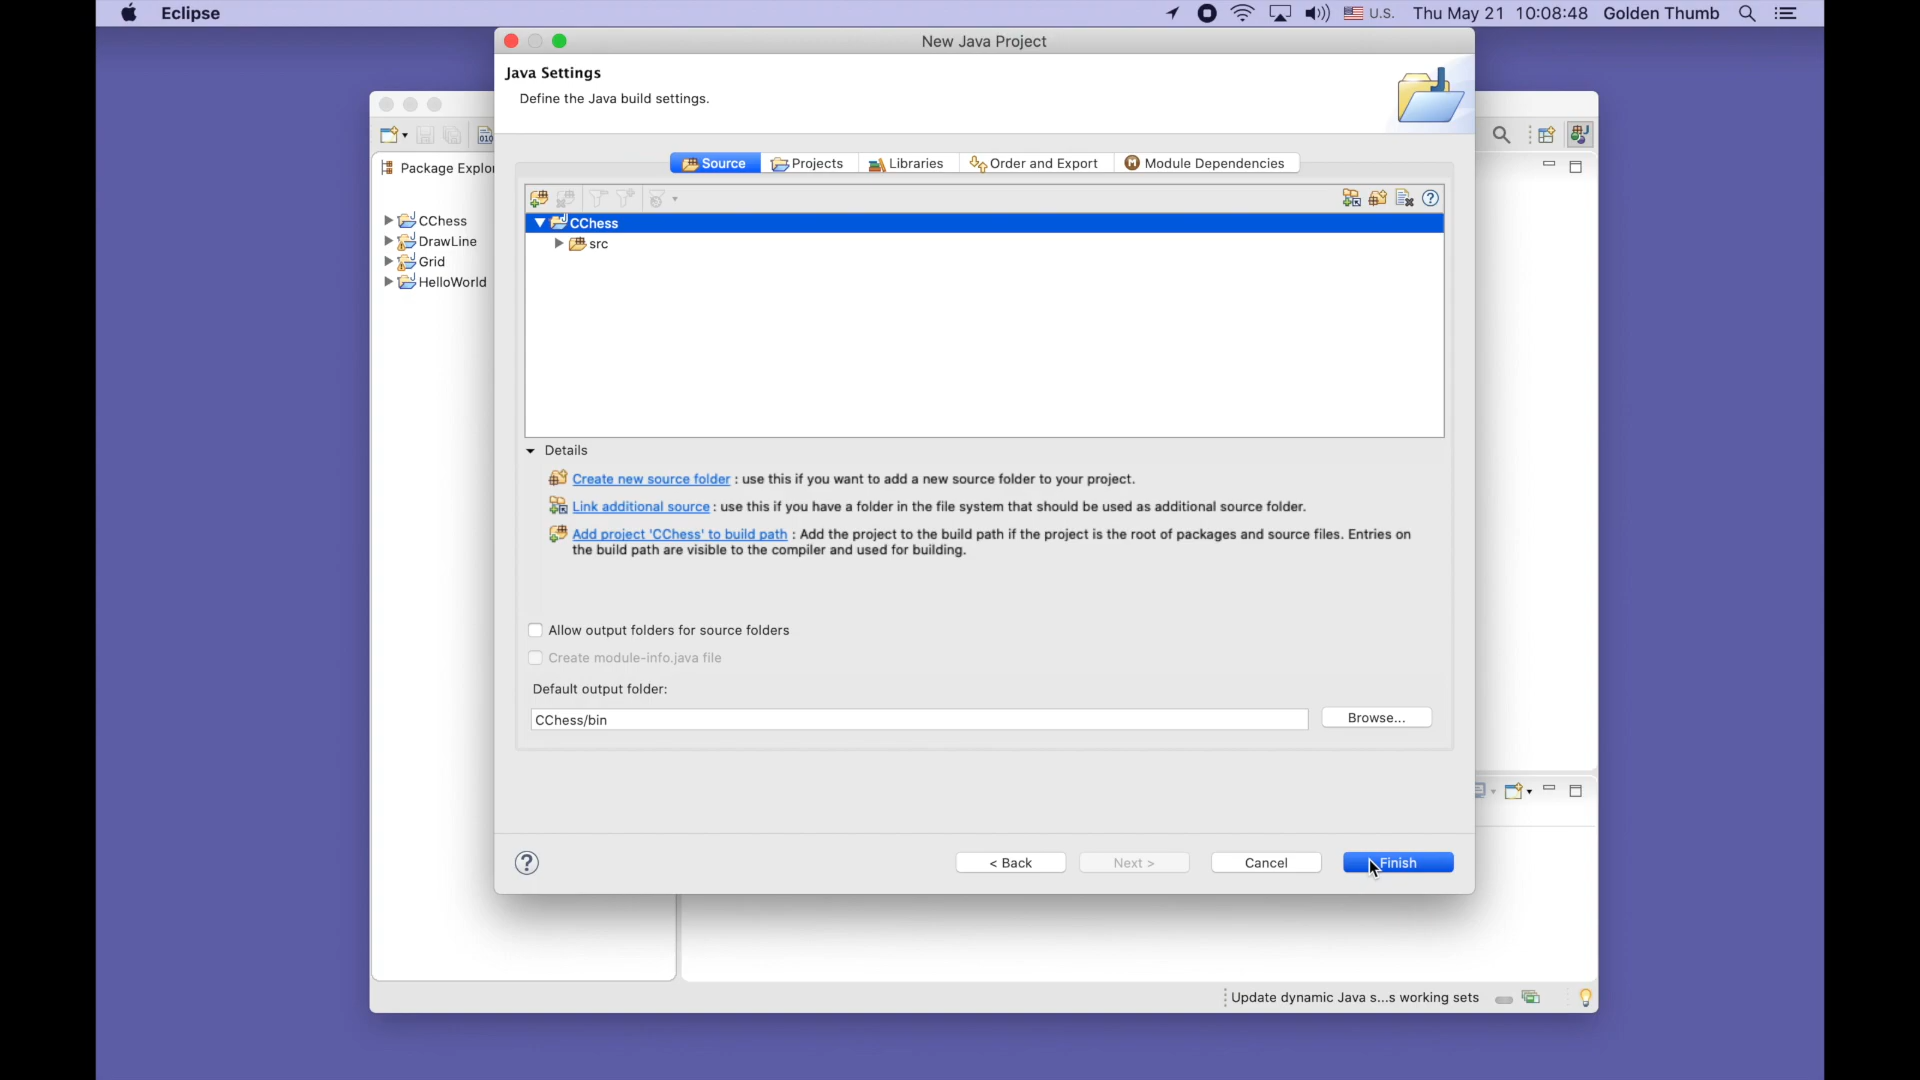 Eclipse
U.S. Thu May 21 10:08:48 Golden Thumb
New Java Project
Java Settings
Define the Java build settings.
Package Explo
CChess
DrawLine
Grid
HelloWorld
Source Projects Libraries Order and Export Module Dependencies
CChess
src
Details
Create new source folder : use this if you want to add a new source folder to your project.
Link additional source : use this if you have a folder in the file system that should be used as additional source folder.
Add project 'CChess' to build path : Add the project to the build path if the project is the root of packages and source files. Entries on
the build path are visible to the compiler and used for building.
Allow output folders for source folders
Create module-info.java file
Default output folder:
CChess/bin
Browse...
< Back
Next >
Cancel
Finish
Update dynamic Java s...s working sets